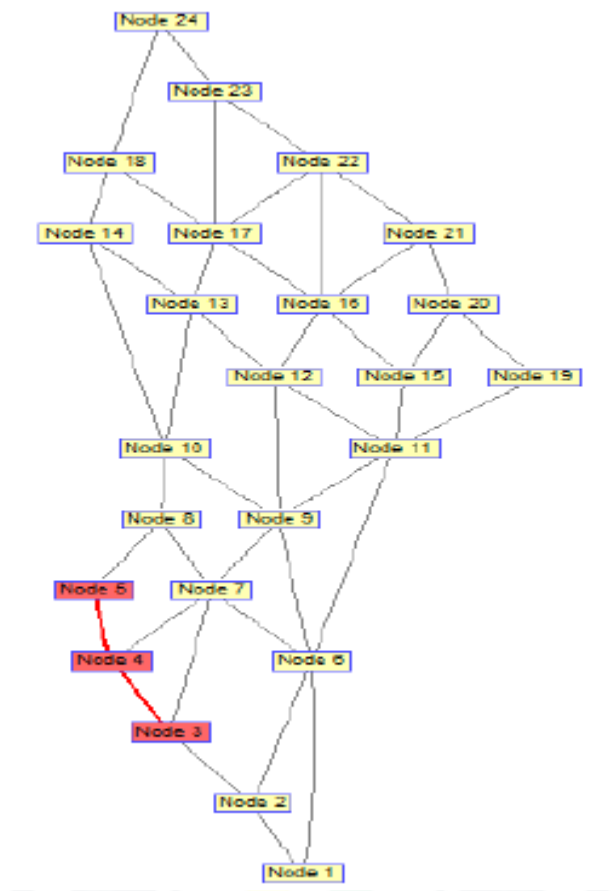 Node 24
Node 23
Node 18
Node 22
Node 14
Node 17
Node 21
Node 13
Node 16
Node 20
Node 12
Node 15
Node 19
Node 10
Node 11
Node 8
Node 9
Node 5
Node 7
Node 4
Node 6
Node 3
Node 2
Node 1